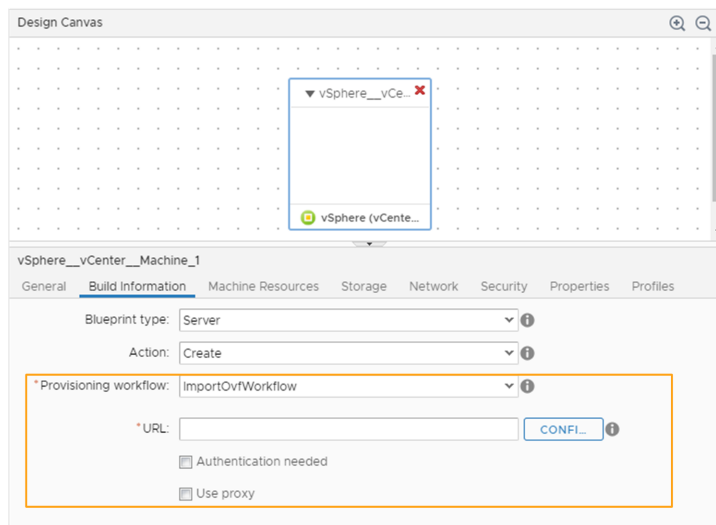 Design Canvas
vSphere__vCe...
vSphere (vCente...
vSphere__vCenter__Machine_1
General Build Information Machine Resources Storage Network Security Properties Profiles
Blueprint type: Server
Action: Create
*Provisioning workflow: ImportOvfWorkflow
*URL: CONFI...
Authentication needed
Use proxy